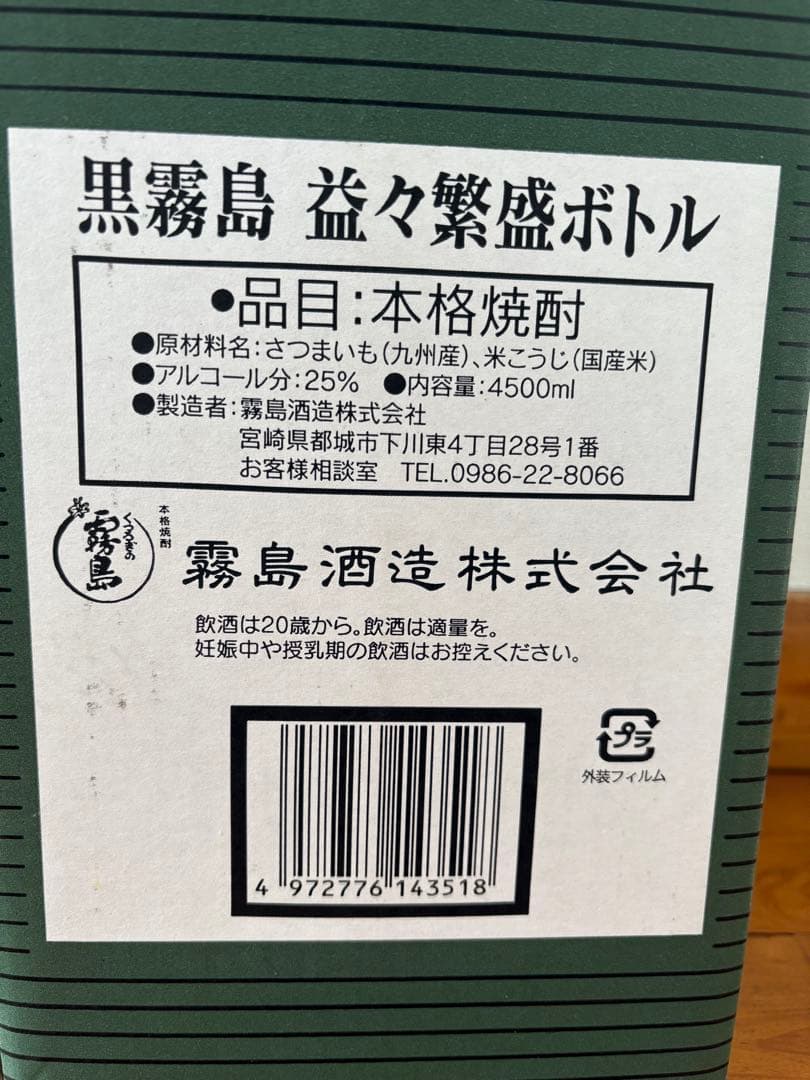 黒霧島 益々繁盛ボトル
●品目：本格焼酎
●原材料名：さつまいも（九州産）、米こうじ（国産米）
●アルコール分：25％ ●内容量：4500ml
●製造者：霧島酒造株式会社
宮崎県都城市下川東4丁目28号1番
お客様相談室 TEL.0986-22-8066
本格焼酎
くつろぎの
霧島
霧島酒造株式会社
飲酒は20歳から。飲酒は適量を。
妊娠中や授乳期の飲酒はお控えください。
プラ
外装フィルム
4 972776 143518